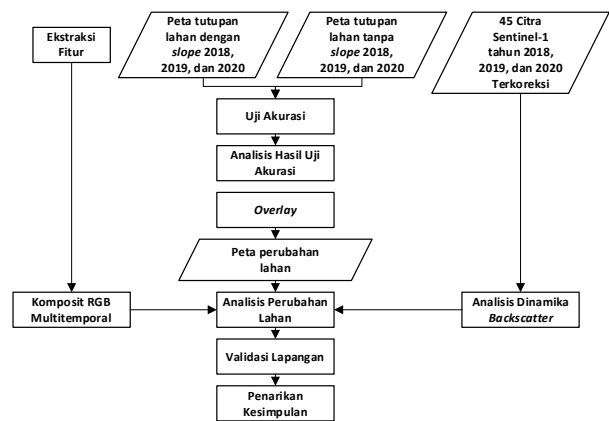 Ekstraksi
Fitur
Peta tutupan
lahan dengan
slope 2018,
2019, dan 2020
Peta tutupan
lahan tanpa
slope 2018,
2019, dan 2020
45 Citra
Sentinel-1
tahun 2018,
2019, dan 2020
Terkoreksi
Uji Akurasi
Analisis Hasil Uji
Akurasi
Overlay
Peta perubahan
lahan
Komposit RGB
Multitemporal
Analisis Perubahan
Lahan
Analisis Dinamika
Backscatter
Validasi Lapangan
Penarikan
Kesimpulan